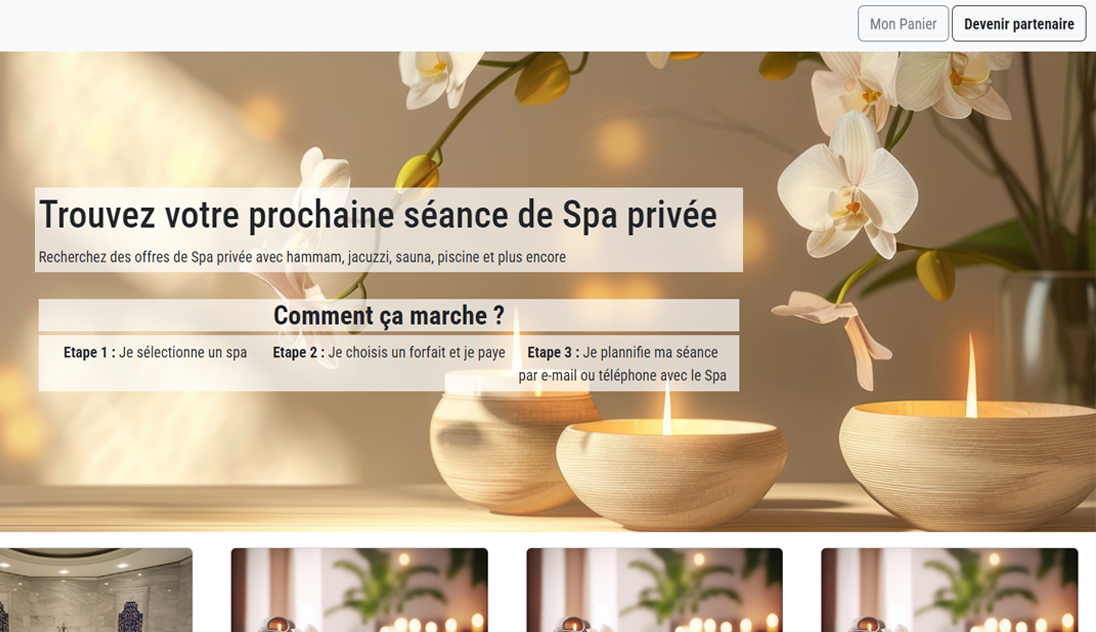 Mon Panier
Devenir partenaire
Trouvez votre prochaine séance de Spa privée
Recherchez des offres de Spa privée avec hammam, jacuzzi, sauna, piscine et plus encore
Comment ça marche ?
Etape 1 : Je sélectionne un spa
Etape 2 : Je choisis un forfait et je paye
Etape 3 : Je plannifie ma séance
par e-mail ou téléphone avec le Spa